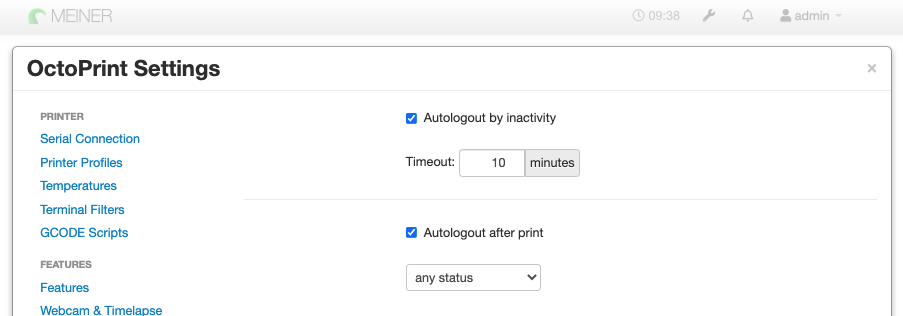 MEINER
09:38
admin
OctoPrint Settings
×
PRINTER
Serial Connection
Printer Profiles
Temperatures
Terminal Filters
GCODE Scripts
FEATURES
Features
Webcam & Timelapse
Autologout by inactivity
Timeout: 10 minutes
Autologout after print
any status